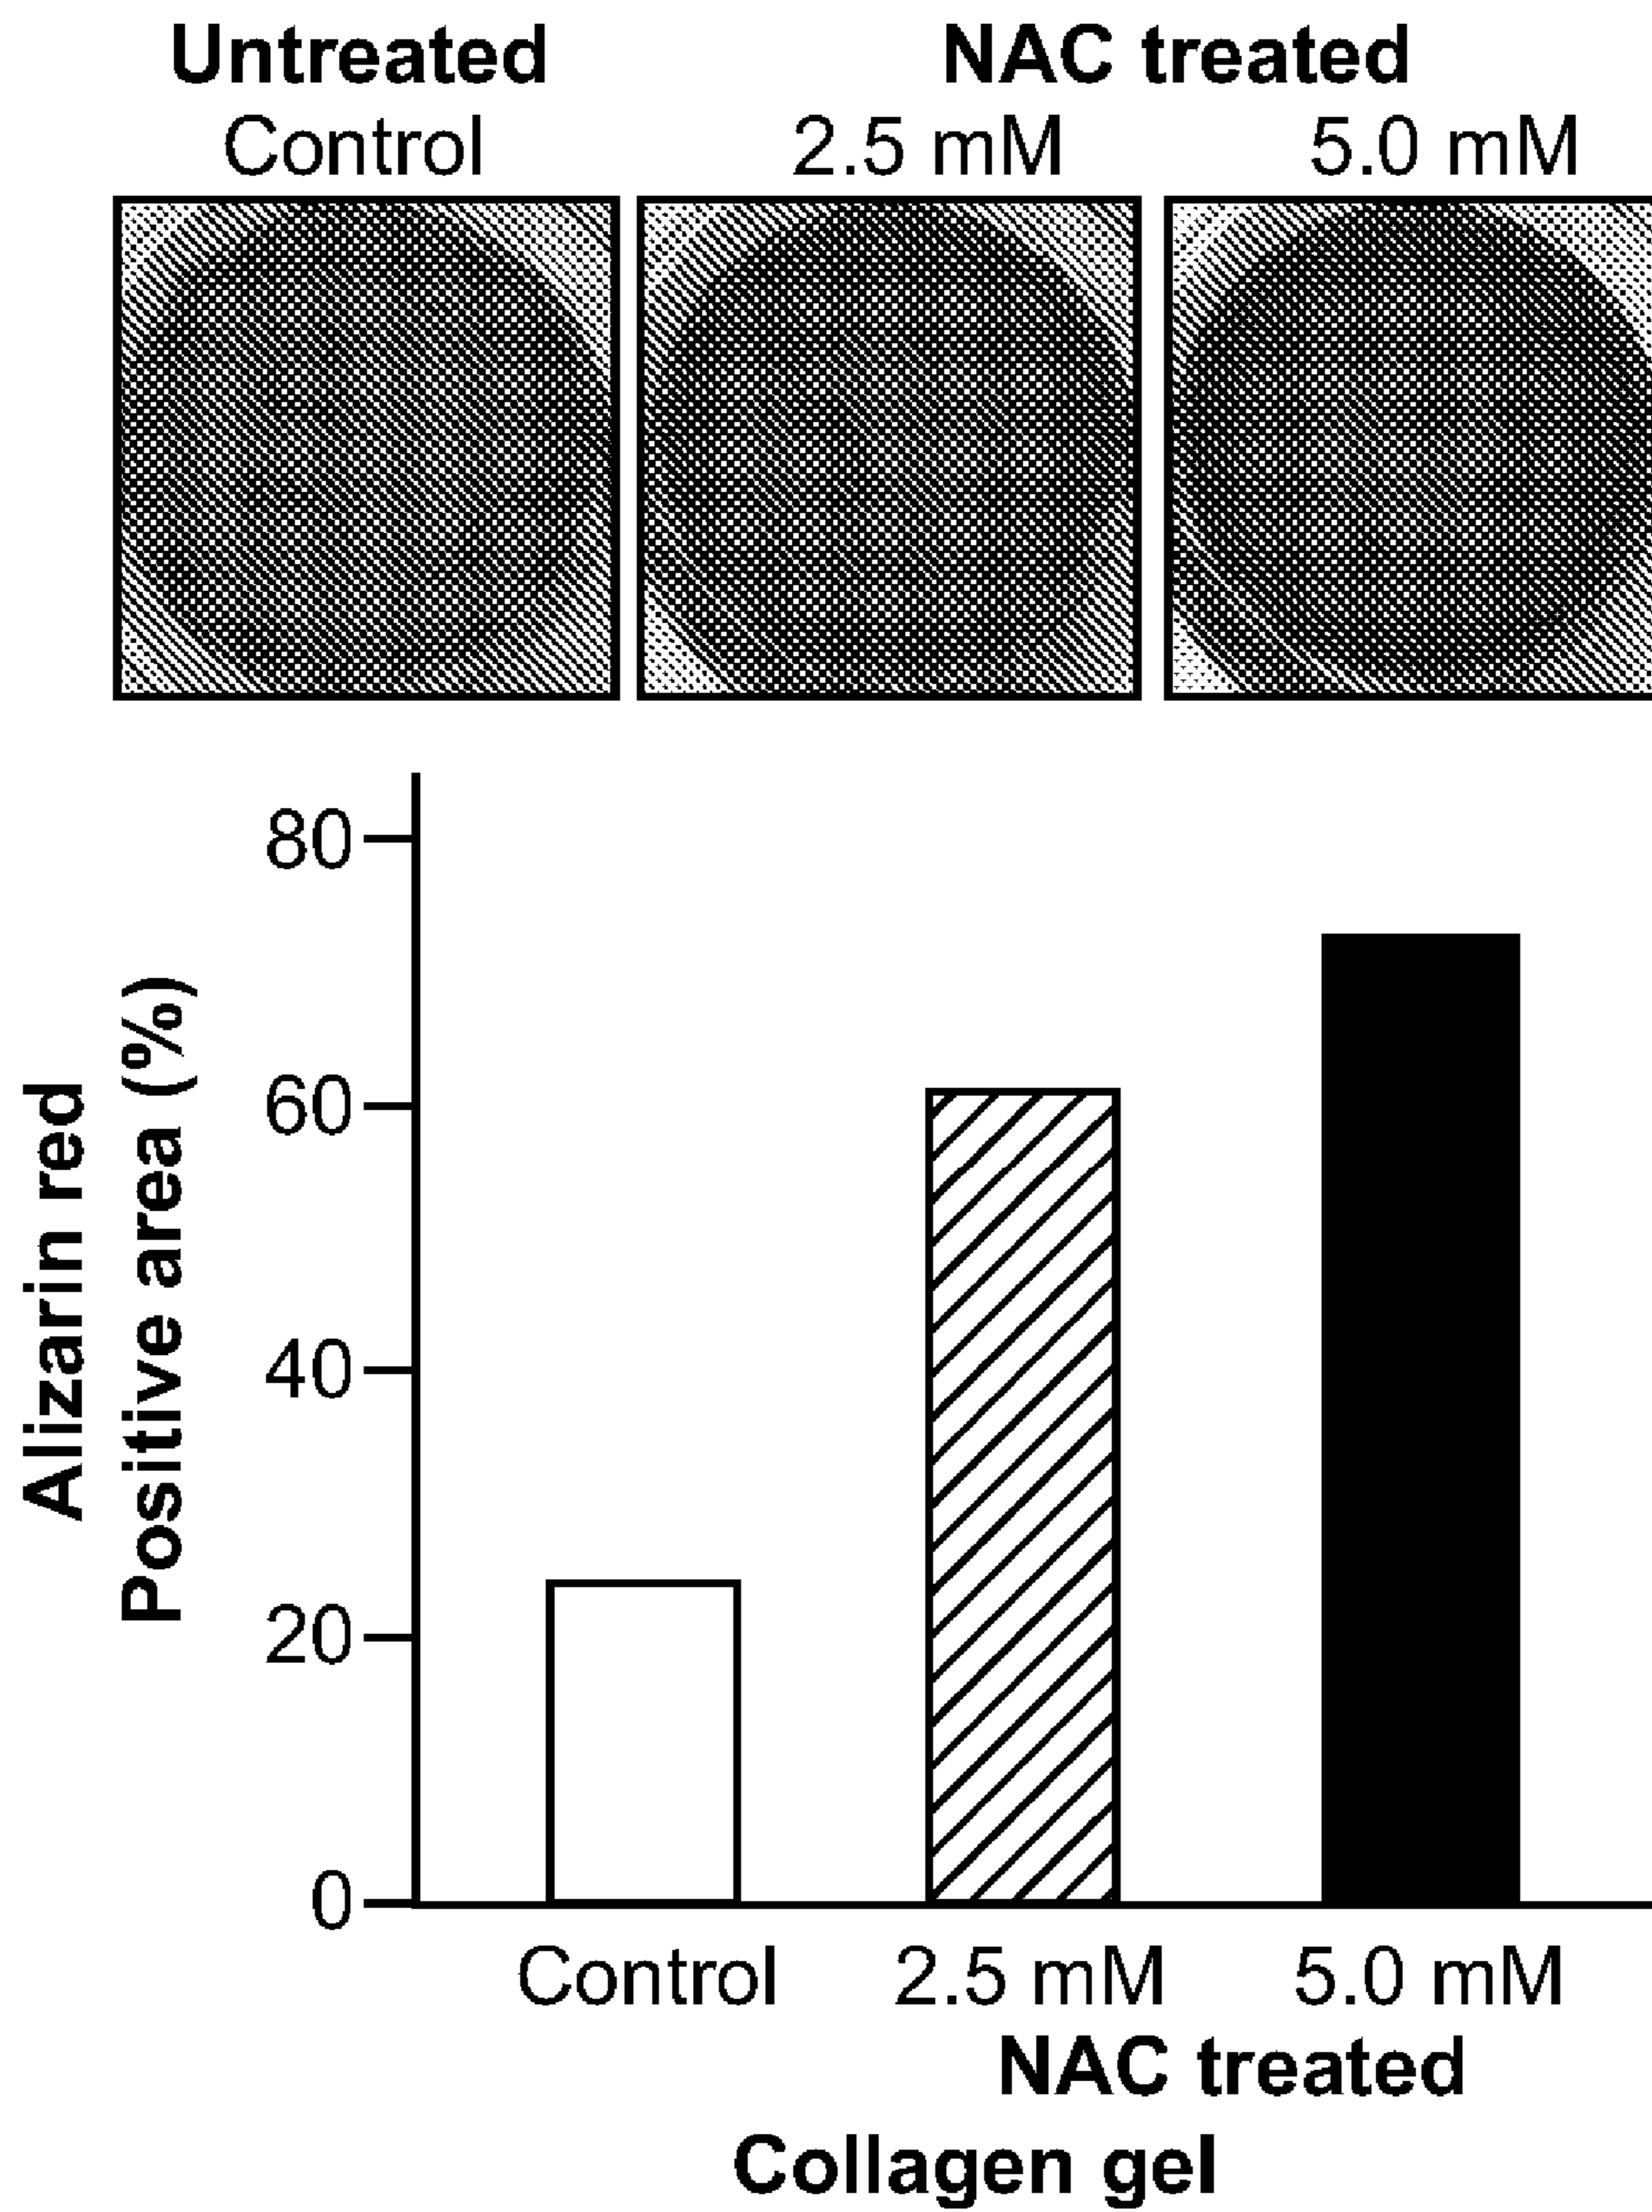 Untreated
NAC treated
Control
2.5 mM
5.0 mM
Alizarin red
Positive area (%)
80
60
40
20
0
Control
2.5 mM
5.0 mM
NAC treated
Collagen gel